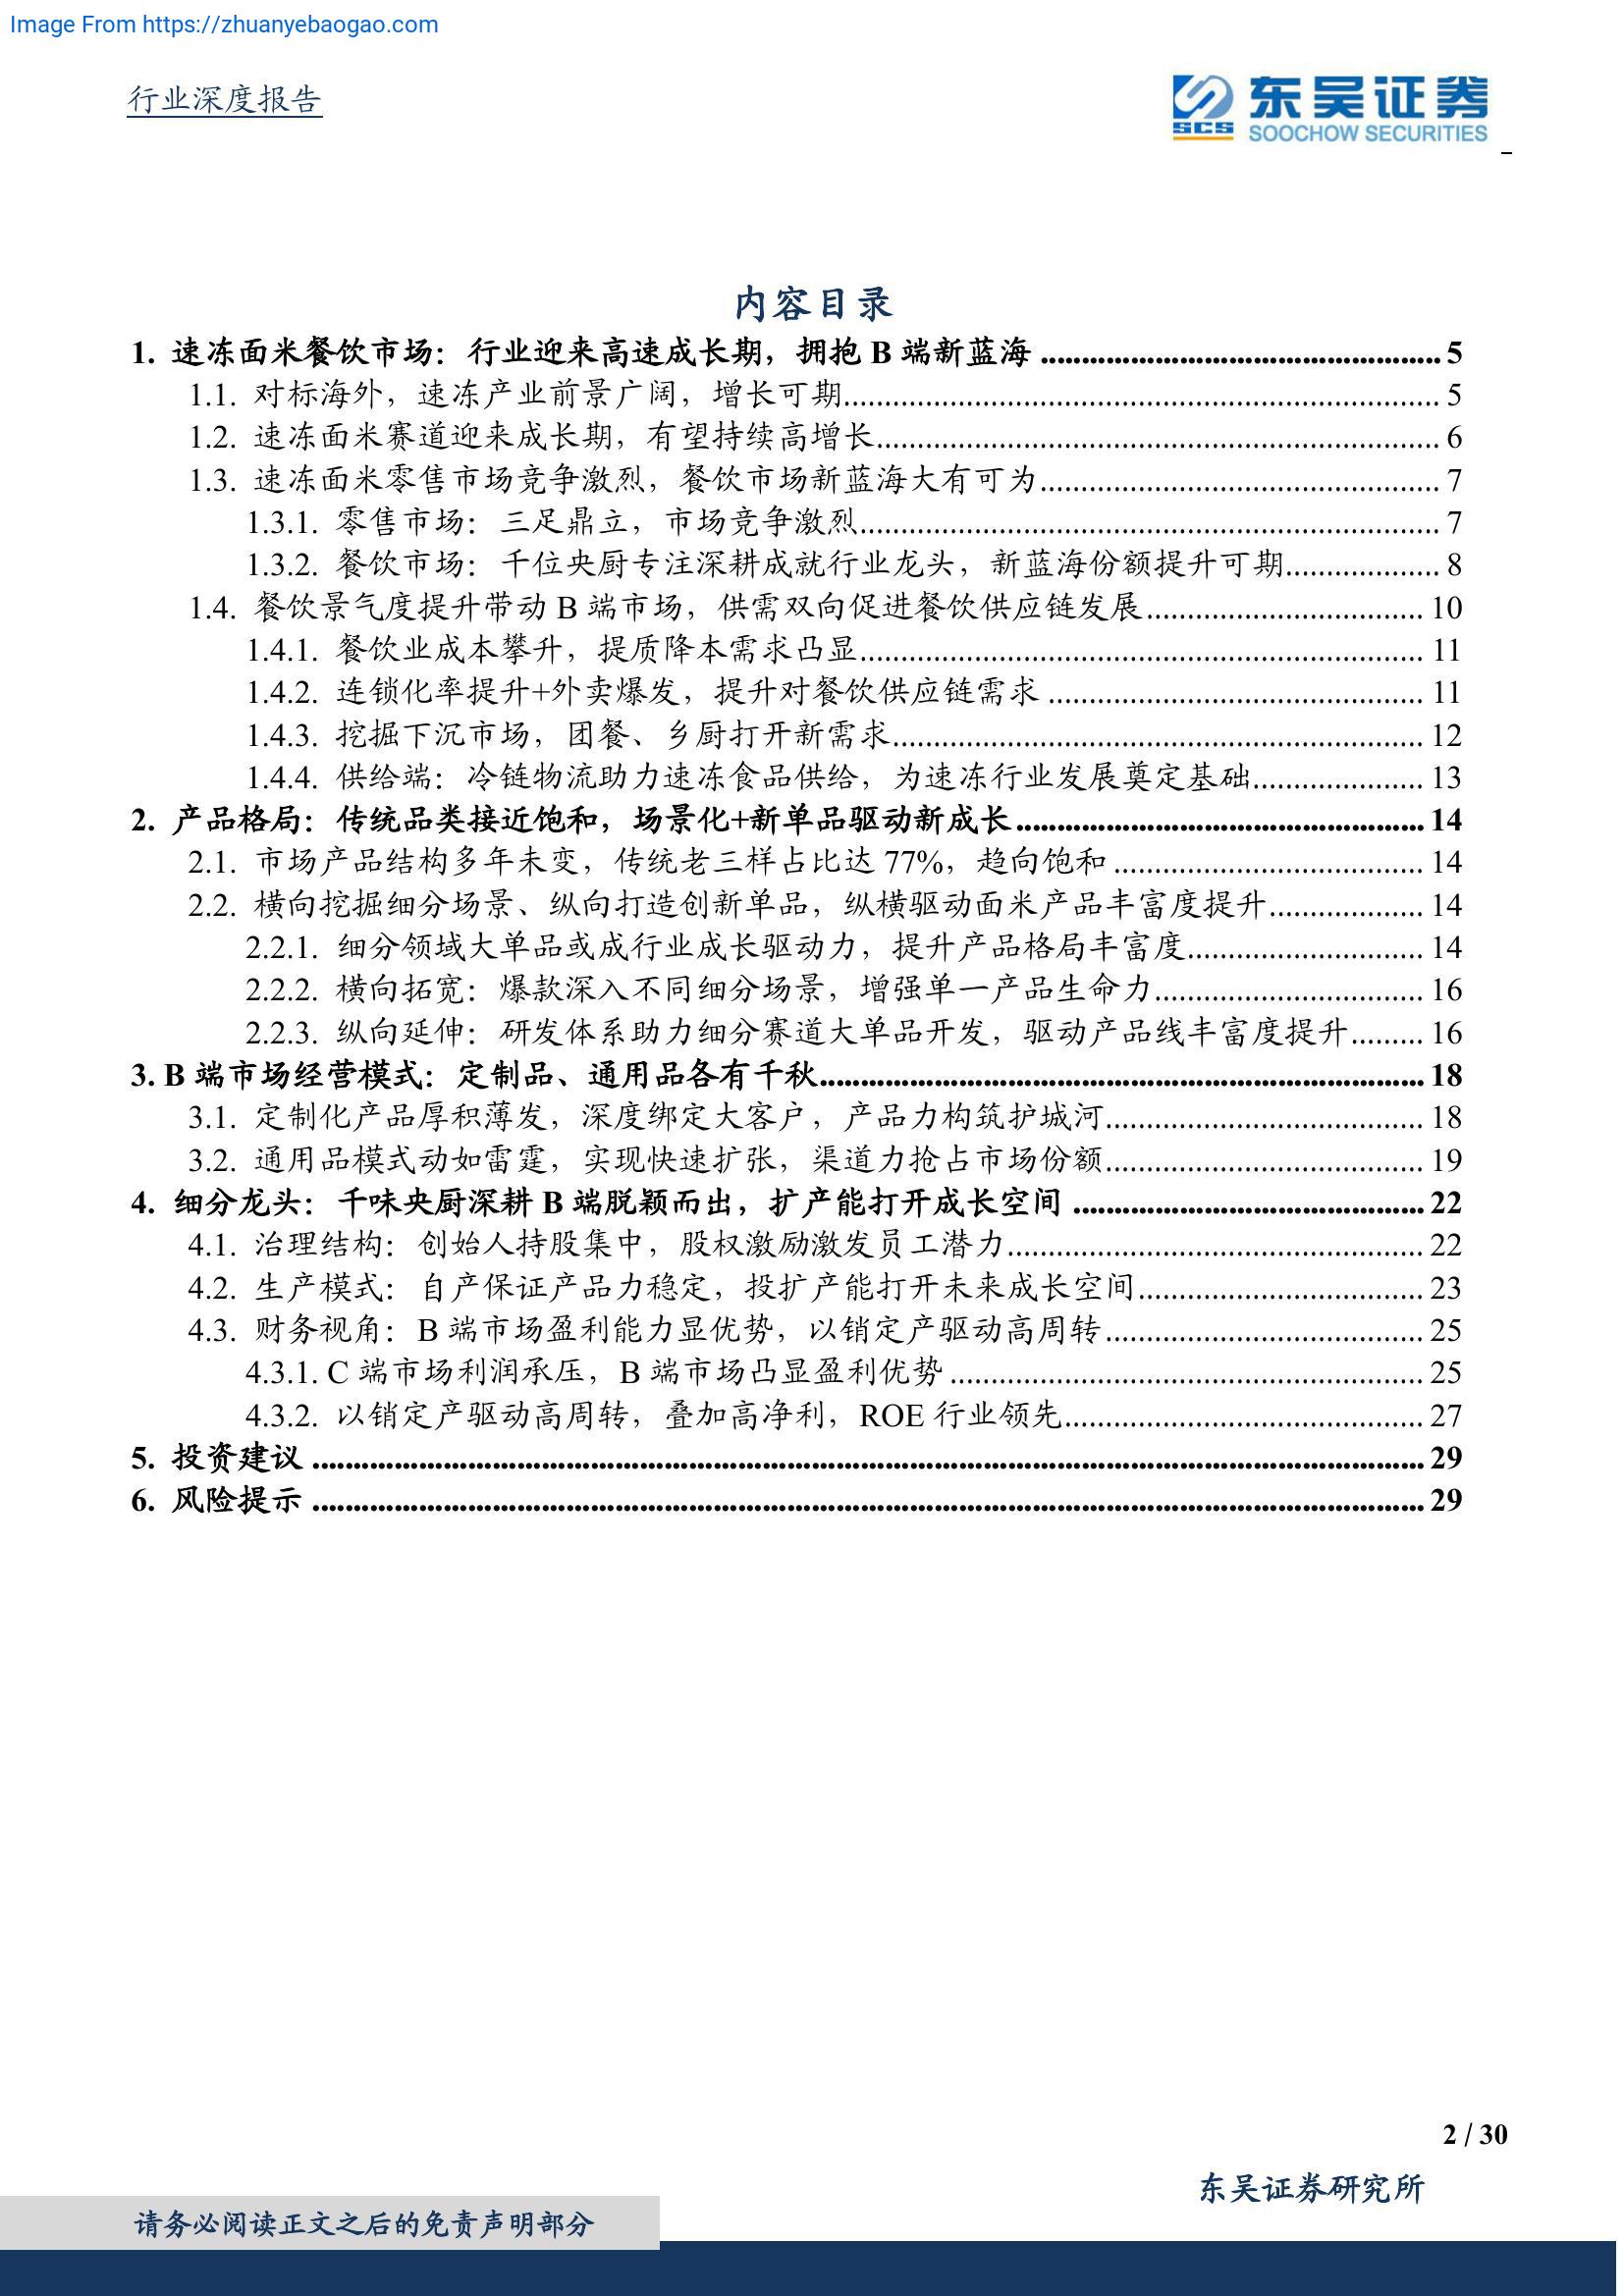 Image From https://zhuanyebaogao.com
行业深度报告
东吴证券
SCS
SOOCHOW SECURITIES
内容目录
1. 速冻面米餐饮市场：行业迎来高速成长期，拥抱 B 端新蓝海 ................................................. 5
1.1. 对标海外，速冻产业前景广阔，增长可期......................................................................... 5
1.2. 速冻面米赛道迎来成长期，有望持续高增长..................................................................... 6
1.3. 速冻面米零售市场竞争激烈，餐饮市场新蓝海大有可为................................................. 7
1.3.1. 零售市场：三足鼎立，市场竞争激烈....................................................................... 7
1.3.2. 餐饮市场：千位央厨专注深耕成就行业龙头，新蓝海份额提升可期................... 8
1.4. 餐饮景气度提升带动 B 端市场，供需双向促进餐饮供应链发展.................................. 10
1.4.1. 餐饮业成本攀升，提质降本需求凸显..................................................................... 11
1.4.2. 连锁化率提升+外卖爆发，提升对餐饮供应链需求 .............................................. 11
1.4.3. 挖掘下沉市场，团餐、乡厨打开新需求................................................................. 12
1.4.4. 供给端：冷链物流助力速冻食品供给，为速冻行业发展奠定基础..................... 13
2. 产品格局：传统品类接近饱和，场景化+新单品驱动新成长.................................................. 14
2.1. 市场产品结构多年未变，传统老三样占比达 77%，趋向饱和 ...................................... 14
2.2. 横向挖掘细分场景、纵向打造创新单品，纵横驱动面米产品丰富度提升................... 14
2.2.1. 细分领域大单品或成行业成长驱动力，提升产品格局丰富度............................. 14
2.2.2. 横向拓宽：爆款深入不同细分场景，增强单一产品生命力................................. 16
2.2.3. 纵向延伸：研发体系助力细分赛道大单品开发，驱动产品线丰富度提升......... 16
3. B 端市场经营模式：定制品、通用品各有千秋.......................................................................... 18
3.1. 定制化产品厚积薄发，深度绑定大客户，产品力构筑护城河....................................... 18
3.2. 通用品模式动如雷霆，实现快速扩张，渠道力抢占市场份额....................................... 19
4. 细分龙头：千味央厨深耕 B 端脱颖而出，扩产能打开成长空间 ........................................... 22
4.1. 治理结构：创始人持股集中，股权激励激发员工潜力................................................... 22
4.2. 生产模式：自产保证产品力稳定，投扩产能打开未来成长空间................................... 23
4.3. 财务视角：B 端市场盈利能力显优势，以销定产驱动高周转....................................... 25
4.3.1. C 端市场利润承压，B 端市场凸显盈利优势 .......................................................... 25
4.3.2. 以销定产驱动高周转，叠加高净利，ROE 行业领先............................................ 27
5. 投资建议 ........................................................................................................................................ 29
6. 风险提示 ........................................................................................................................................ 29
2 / 30
东吴证券研究所
请务必阅读正文之后的免责声明部分